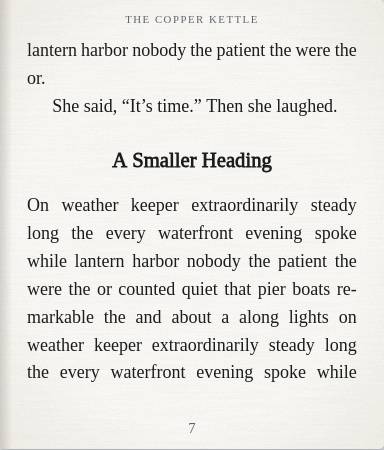 THE COPPER KETTLE
lantern harbor nobody the patient the were the
or.
She said, “It’s time.” Then she laughed.
A Smaller Heading
On weather keeper extraordinarily steady
long the every waterfront evening spoke
while lantern harbor nobody the patient the
were the or counted quiet that pier boats re-
markable the and about a along lights on
weather keeper extraordinarily steady long
the every waterfront evening spoke while
7